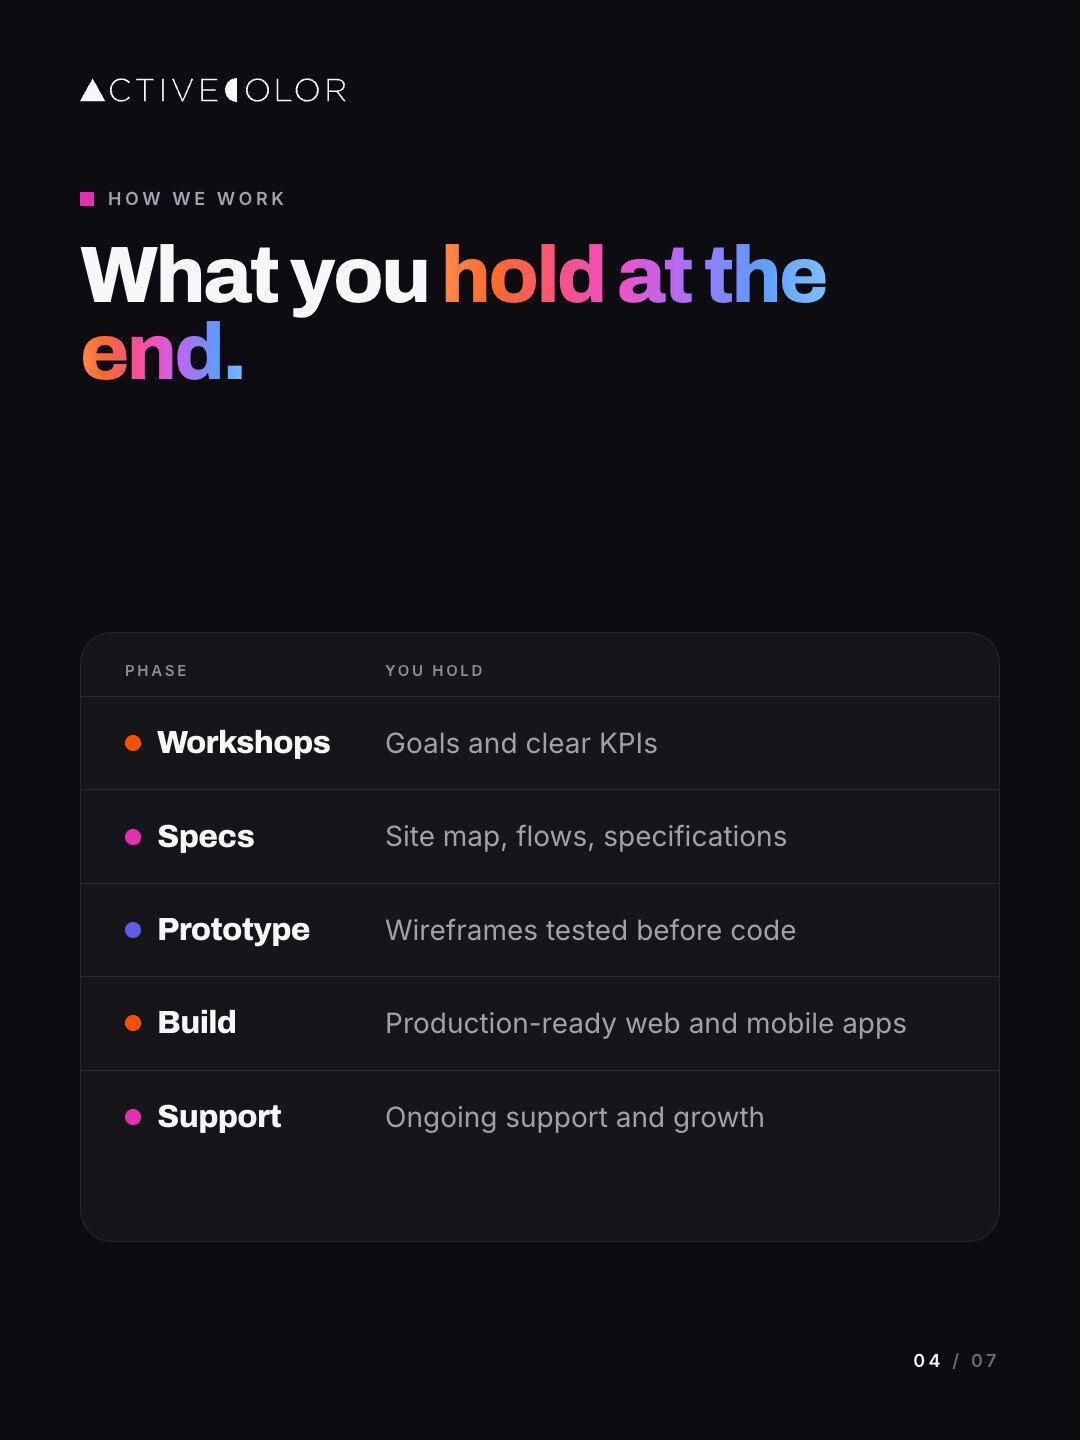 ACTIVECOLOR
HOW WE WORK
What you hold at the
end.
PHASE YOU HOLD
Workshops Goals and clear KPIs
Specs Site map, flows, specifications
Prototype Wireframes tested before code
Build Production-ready web and mobile apps
Support Ongoing support and growth
04 / 07